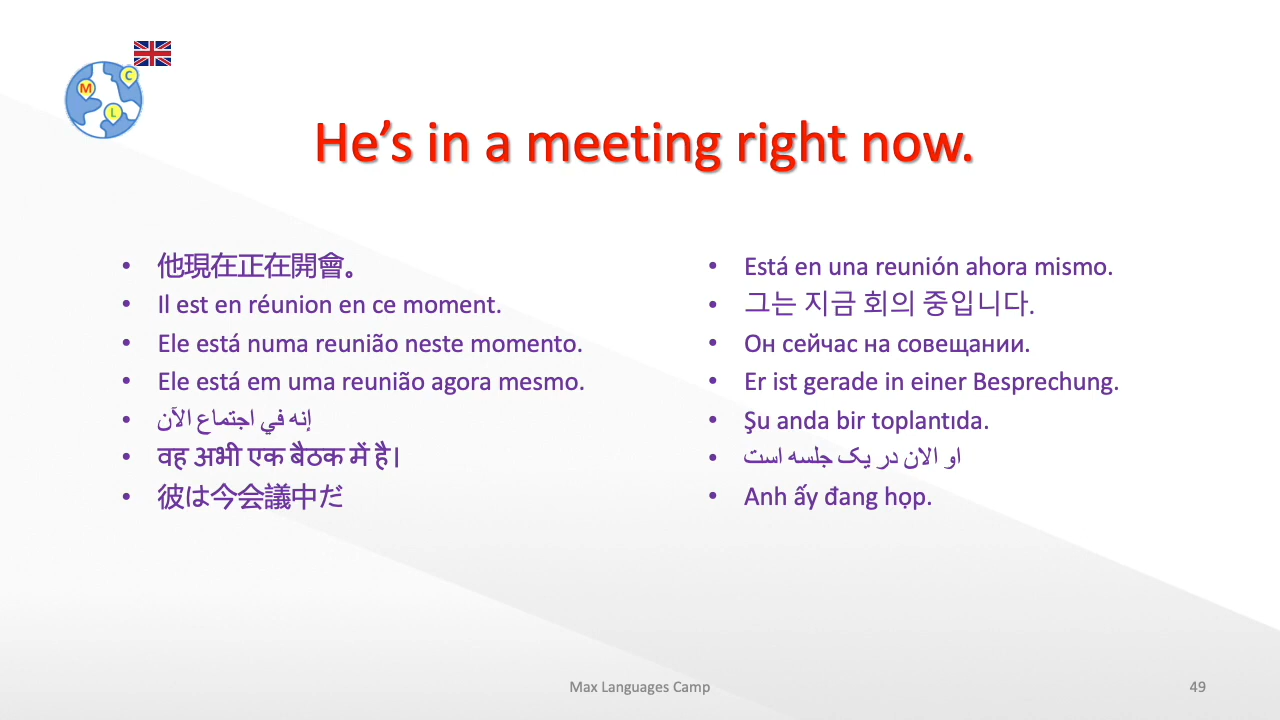 M
C
L
He’s in a meeting right now.
• 他現在正在開會。
• Il est en réunion en ce moment.
• Ele está numa reunião neste momento.
• Ele está em uma reunião agora mesmo.
• إنه في اجتماع الآن
• वह अभी एक बैठक में है।
• 彼は今会議中だ
• Está en una reunión ahora mismo.
• 그는 지금 회의 중입니다.
• Он сейчас на совещании.
• Er ist gerade in einer Besprechung.
• Şu anda bir toplantıda.
• او الان در یک جلسه است
• Anh ấy đang họp.
Max Languages Camp
49